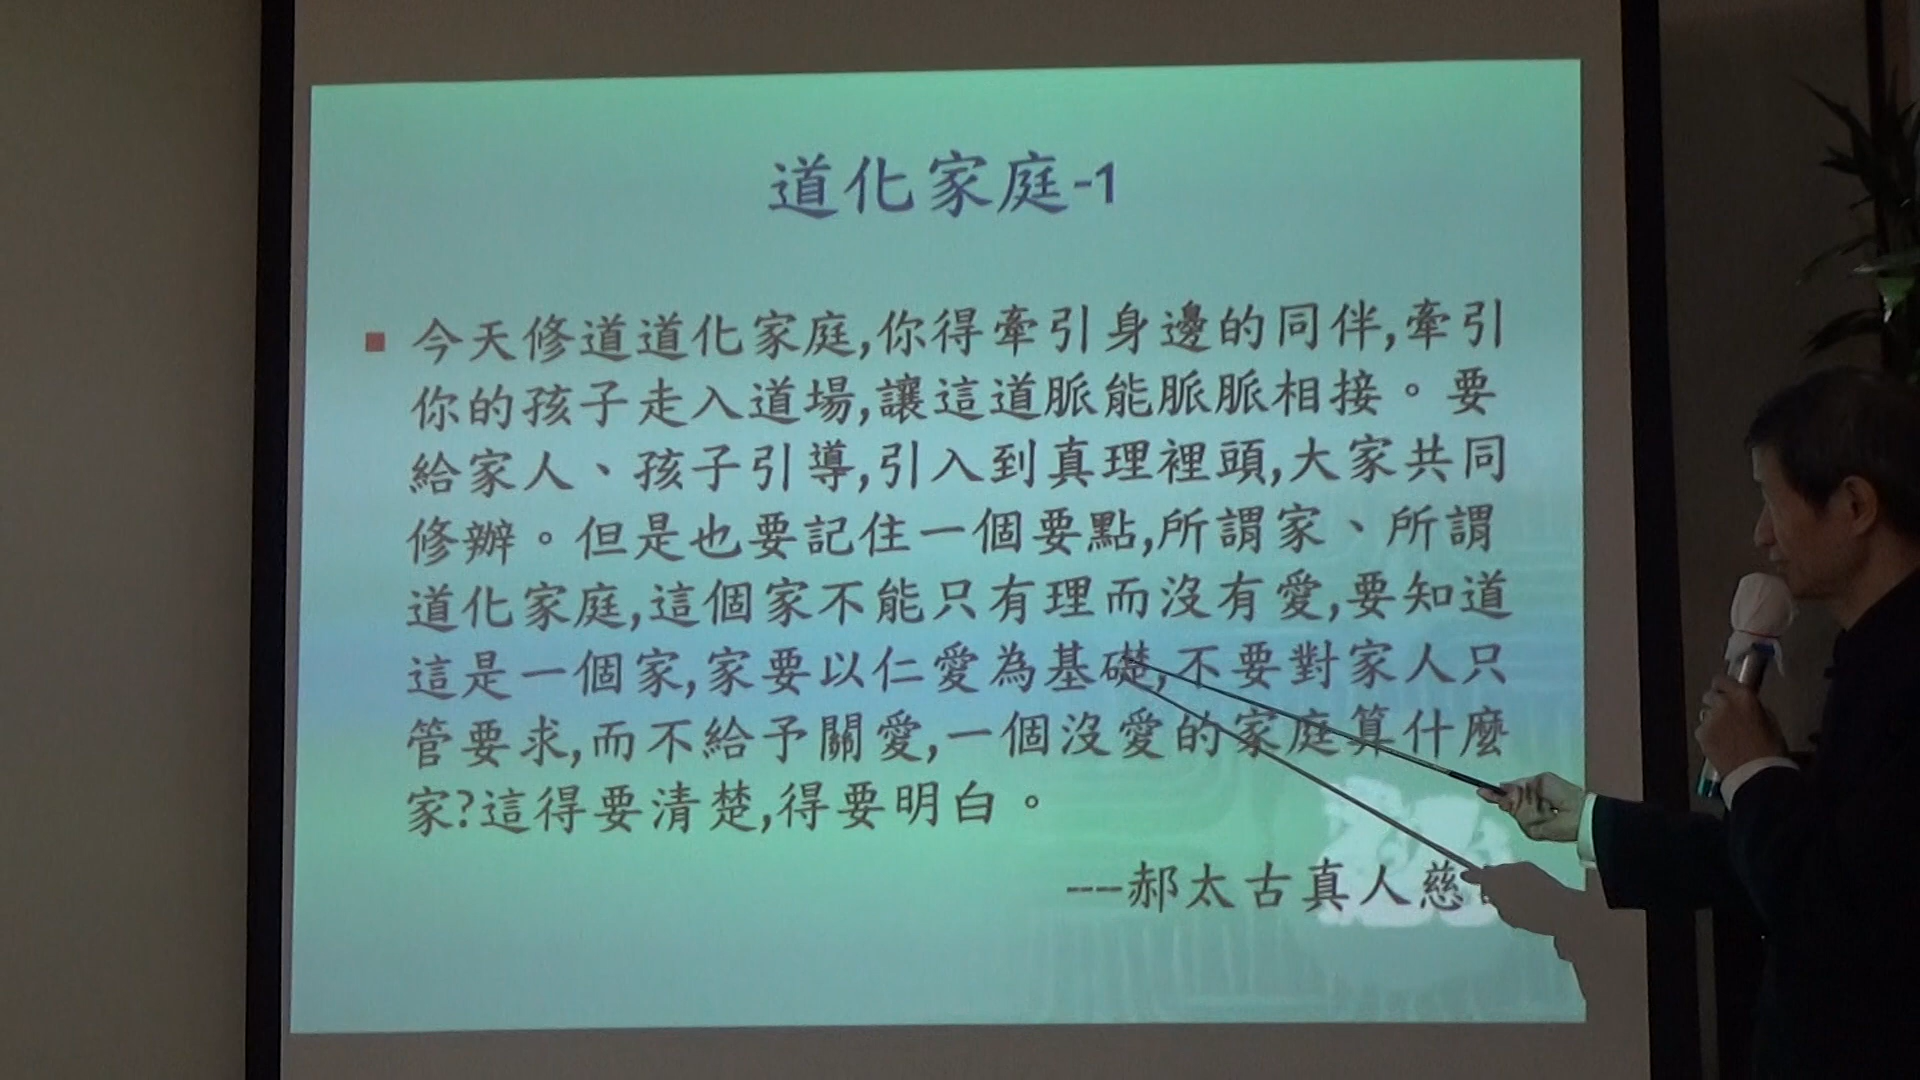 道化家庭-1
今天修道道化家庭,你得牽引身邊的同伴,牽引
你的孩子走入道場,讓這道脈能脈脈相接。要
給家人、孩子引導,引入到真理裡頭,大家共同
修辦。但是也要記住一個要點,所謂家、所謂
道化家庭,這個家不能只有理而沒有愛,要知道
這是一個家,家要以仁愛為基礎,不要對家人只
管要求,而不給予關愛,一個沒愛的家庭算什麼
家?這得要清楚,得要明白。
----郝太古真人慈